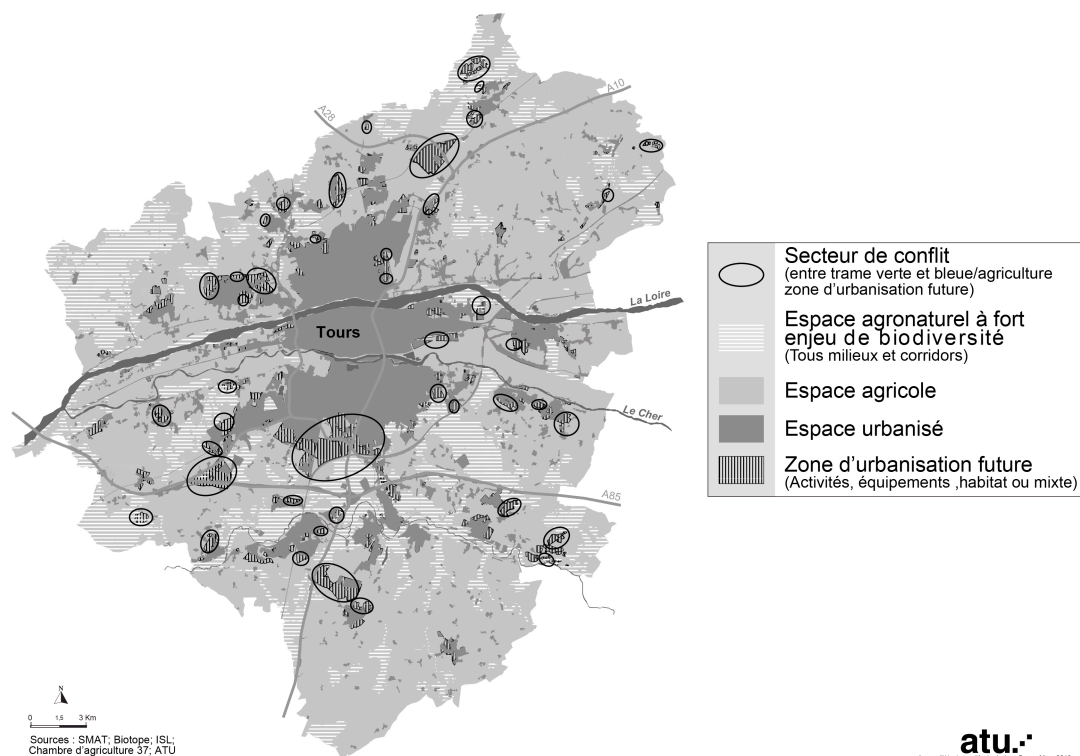 A28
A10
La Loire
Tours
Le Cher
A85
Secteur de conflit
(entre trame verte et bleue/agriculture
zone d'urbanisation future)
Espace agronaturel à fort
enjeu de biodiversité
(Tous milieux et corridors)
Espace agricole
Espace urbanisé
Zone d'urbanisation future
(Activités, équipements ,habitat ou mixte)
N
0 1,5 3 Km
Sources : SMAT; Biotope; ISL;
Chambre d'agriculture 37; ATU
atu